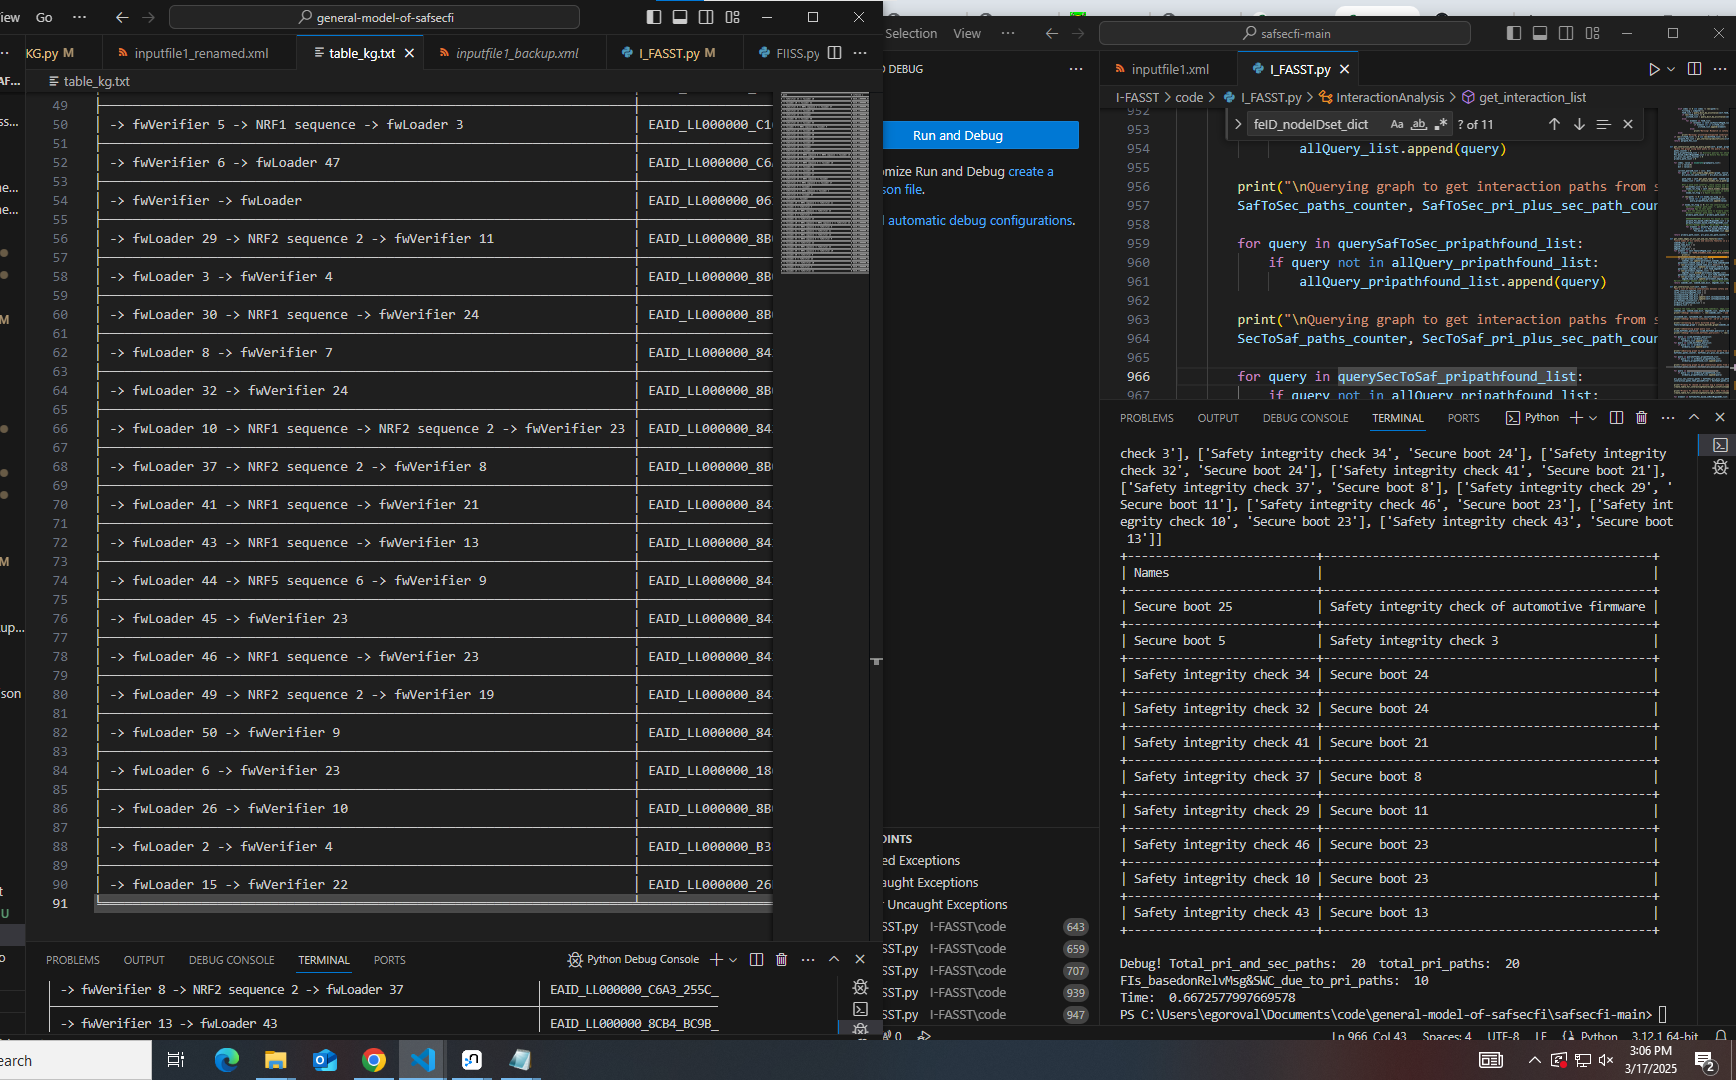 iew Go ··· general-model-of-safsecfi
KG.py M inputfile1_renamed.xml table_kg.txt inputfile1_backup.xml I_FASST.py M FIISS.py
table_kg.txt
49
50 -> fwVerifier 5 -> NRF1 sequence -> fwLoader 3 EAID_LL000000_C1
51
52 -> fwVerifier 6 -> fwLoader 47 EAID_LL000000_C6
53
54 -> fwVerifier -> fwLoader EAID_LL000000_06
55
56 -> fwLoader 29 -> NRF2 sequence 2 -> fwVerifier 11 EAID_LL000000_8B
57
58 -> fwLoader 3 -> fwVerifier 4 EAID_LL000000_8B
59
60 -> fwLoader 30 -> NRF1 sequence -> fwVerifier 24 EAID_LL000000_8B
61
62 -> fwLoader 8 -> fwVerifier 7 EAID_LL000000_84
63
64 -> fwLoader 32 -> fwVerifier 24 EAID_LL000000_8B
65
66 -> fwLoader 10 -> NRF1 sequence -> NRF2 sequence 2 -> fwVerifier 23 EAID_LL000000_84
67
68 -> fwLoader 37 -> NRF2 sequence 2 -> fwVerifier 8 EAID_LL000000_8B
69
70 -> fwLoader 41 -> NRF1 sequence -> fwVerifier 21 EAID_LL000000_84
71
72 -> fwLoader 43 -> NRF1 sequence -> fwVerifier 13 EAID_LL000000_84
73
74 -> fwLoader 44 -> NRF5 sequence 6 -> fwVerifier 9 EAID_LL000000_84
75
76 -> fwLoader 45 -> fwVerifier 23 EAID_LL000000_84
77
78 -> fwLoader 46 -> NRF1 sequence -> fwVerifier 23 EAID_LL000000_84
79
80 -> fwLoader 49 -> NRF2 sequence 2 -> fwVerifier 19 EAID_LL000000_84
81
82 -> fwLoader 50 -> fwVerifier 9 EAID_LL000000_84
83
84 -> fwLoader 6 -> fwVerifier 23 EAID_LL000000_18
85
86 -> fwLoader 26 -> fwVerifier 10 EAID_LL000000_8B
87
88 -> fwLoader 2 -> fwVerifier 4 EAID_LL000000_B3
89
90 -> fwLoader 15 -> fwVerifier 22 EAID_LL000000_26
91
PROBLEMS OUTPUT DEBUG CONSOLE TERMINAL PORTS Python Debug Console
-> fwVerifier 8 -> NRF2 sequence 2 -> fwLoader 37 EAID_LL000000_C6A3_255C_
-> fwVerifier 13 -> fwLoader 43 EAID_LL000000_8CB4_BC9B_
Selection View ··· safsecfi-main
D DEBUG
Run and Debug
omize Run and Debug create a
son file.
automatic debug configurations.
OINTS
ed Exceptions
aught Exceptions
r Uncaught Exceptions
SST.py I-FASST\code 643
SST.py I-FASST\code 659
SST.py I-FASST\code 707
SST.py I-FASST\code 939
SST.py I-FASST\code 947
inputfile1.xml I_FASST.py
I-FASST > code > I_FASST.py > InteractionAnalysis > get_interaction_list
feID_nodeIDset_dict Aa ab ? of 11
952
953
954 allQuery_list.append(query)
955
956 print("\nQuerying graph to get interaction paths from s
957 SafToSec_paths_counter, SafToSec_pri_plus_sec_path_cou
958
959 for query in querySafToSec_pripathfound_list:
960 if query not in allQuery_pripathfound_list:
961 allQuery_pripathfound_list.append(query)
962
963 print("\nQuerying graph to get interaction paths from s
964 SecToSaf_paths_counter, SecToSaf_pri_plus_sec_path_cou
965
966 for query in querySecToSaf_pripathfound_list:
967 if query not in allQuery_pripathfound_list:
PROBLEMS OUTPUT DEBUG CONSOLE TERMINAL PORTS Python
check 3'], ['Safety integrity check 34', 'Secure boot 24'], ['Safety integrity
check 32', 'Secure boot 24'], ['Safety integrity check 41', 'Secure boot 21'],
['Safety integrity check 37', 'Secure boot 8'], ['Safety integrity check 29', '
Secure boot 11'], ['Safety integrity check 46', 'Secure boot 23'], ['Safety int
egrity check 10', 'Secure boot 23'], ['Safety integrity check 43', 'Secure boot
13']]
| Names | |
| Secure boot 25 | Safety integrity check of automotive firmware |
| Secure boot 5 | Safety integrity check 3 |
| Safety integrity check 34 | Secure boot 24 |
| Safety integrity check 32 | Secure boot 24 |
| Safety integrity check 41 | Secure boot 21 |
| Safety integrity check 37 | Secure boot 8 |
| Safety integrity check 29 | Secure boot 11 |
| Safety integrity check 46 | Secure boot 23 |
| Safety integrity check 10 | Secure boot 23 |
| Safety integrity check 43 | Secure boot 13 |
Debug! Total_pri_and_sec_paths: 20 total_pri_paths: 20
FIs_basedonRelvMsg&SWC_due_to_pri_paths: 10
Time: 0.6672577997669578
PS C:\Users\egoroval\Documents\code\general-model-of-safsecfi\safsecfi-main>
Ln 966, Col 43 Spaces: 4 UTF-8 LF Python 3.12.1 64-bit
earch
3:06 PM
3/17/2025
2